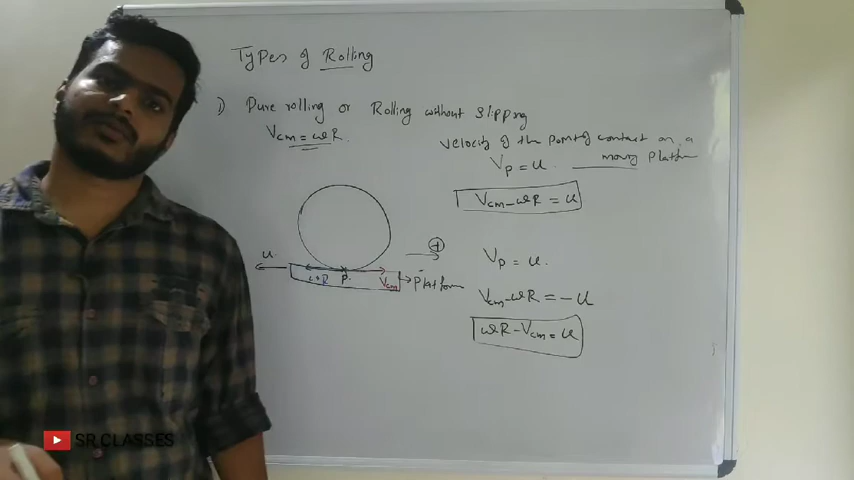 Types of Rolling
1) Pure rolling or Rolling without slipping
Vcm = ωR.
velocity of the point of contact on a moving platform
Vp = u.
Vcm - ωR = u
u.
+
ωR
P.
Vcm
Platform
Vp = u.
Vcm - ωR = - u
ωR - Vcm = u
SR CLASSES